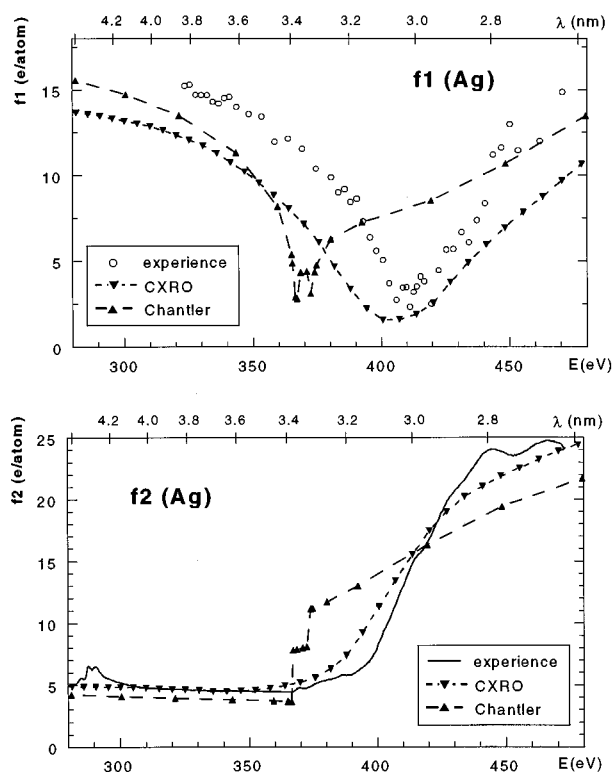 4.2 4.0 3.8 3.6 3.4 3.2 3.0 2.8 λ (nm)
f1 (e/atom)
f1 (Ag)
15
10
5
0
experience
CXRO
Chantler
300 350 400 450 E(eV)
4.2 4.0 3.8 3.6 3.4 3.2 3.0 2.8 λ (nm)
f2 (e/atom)
f2 (Ag)
25
20
15
10
5
0
experience
CXRO
Chantler
300 350 400 450 E(eV)